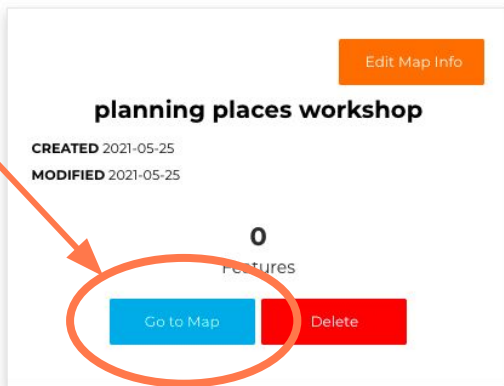 Edit Map Info
planning places workshop
CREATED 2021-05-25
MODIFIED 2021-05-25
0
Features
Go to Map Delete